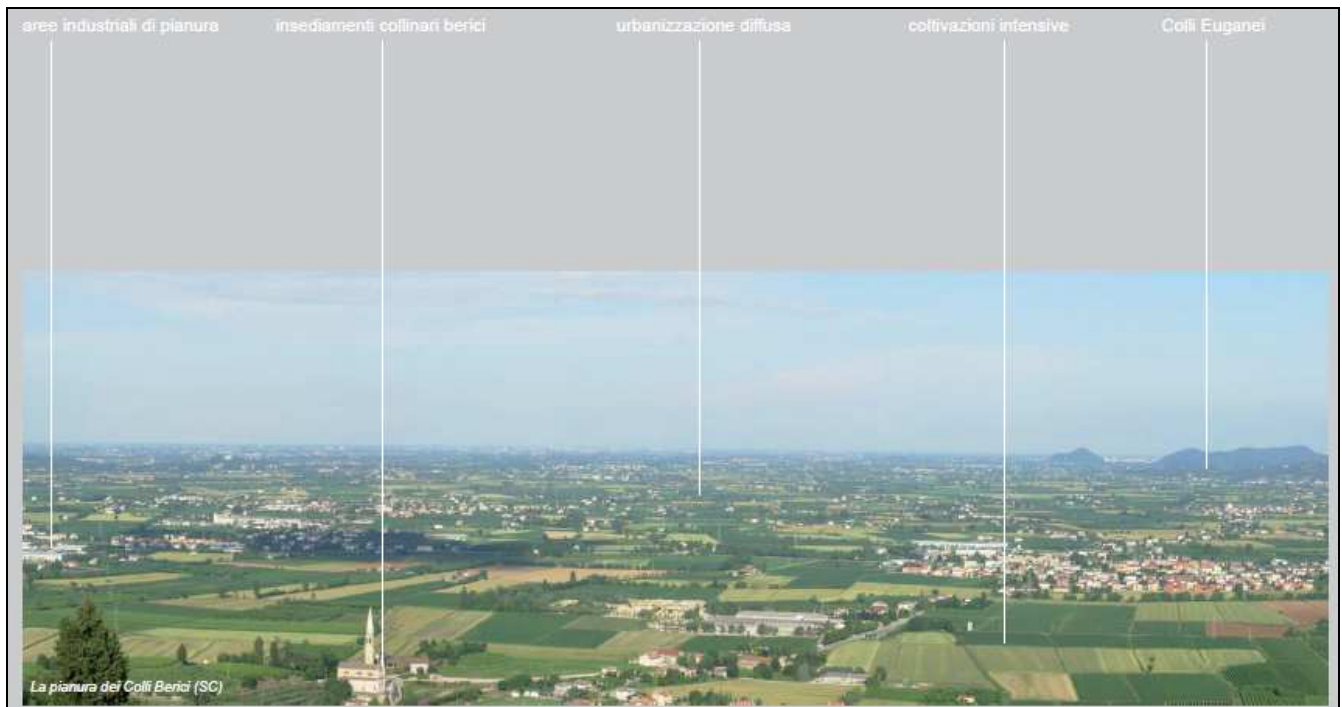 aree industriali di pianura
insediamenti collinari berici
urbanizzazione diffusa
coltivazioni intensive
Colli Euganei
La pianura dei Colli Berici (SC)